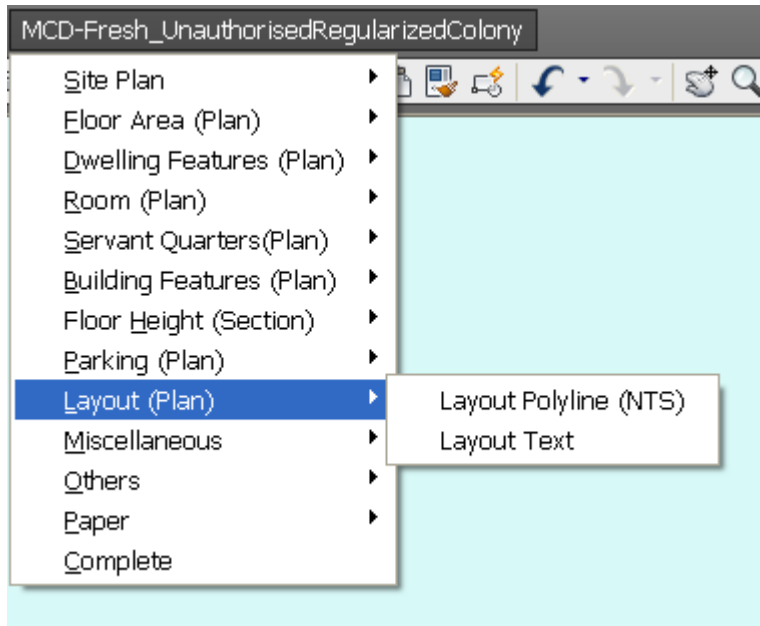 MCD-Fresh_UnauthorisedRegularizedColony
Site Plan
Floor Area (Plan)
Dwelling Features (Plan)
Room (Plan)
Servant Quarters(Plan)
Building Features (Plan)
Floor Height (Section)
Parking (Plan)
Layout (Plan)
Layout Polyline (NTS)
Miscellaneous
Layout Text
Others
Paper
Complete